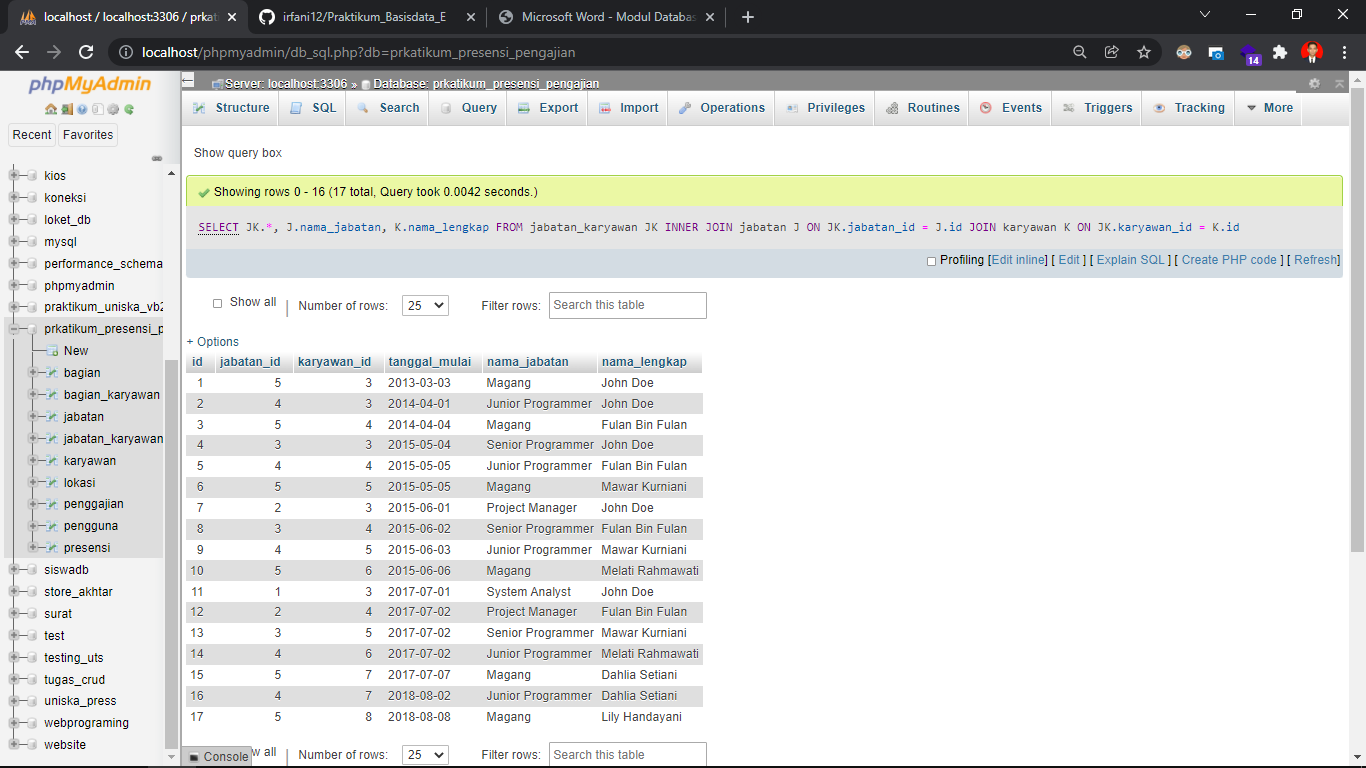 localhost / localhost:3306 / prkat
irfani12/Praktikum_Basisdata_E
Microsoft Word - Modul Databas
localhost/phpmyadmin/db_sql.php?db=prkatikum_presensi_pengajian
14
phpMyAdmin
Recent
Favorites
kios
koneksi
loket_db
mysql
performance_schema
phpmyadmin
praktikum_uniska_vb2
prkatikum_presensi_p
New
bagian
bagian_karyawan
jabatan
jabatan_karyawan
karyawan
lokasi
penggajian
pengguna
presensi
siswadb
store_akhtar
surat
test
testing_uts
tugas_crud
uniska_press
webprograming
website
Server: localhost:3306 » Database: prkatikum_presensi_pengajian
Structure SQL Search Query Export Import Operations Privileges Routines Events Triggers Tracking More
Show query box
Showing rows 0 - 16 (17 total, Query took 0.0042 seconds.)
SELECT JK.*, J.nama_jabatan, K.nama_lengkap FROM jabatan_karyawan JK INNER JOIN jabatan J ON JK.jabatan_id = J.id JOIN karyawan K ON JK.karyawan_id = K.id
Profiling [Edit inline] [ Edit ] [ Explain SQL ] [ Create PHP code ] [ Refresh]
Show all | Number of rows: 25 Filter rows: Search this table
+ Options
id jabatan_id karyawan_id tanggal_mulai nama_jabatan nama_lengkap
1 5 3 2013-03-03 Magang John Doe
2 4 3 2014-04-01 Junior Programmer John Doe
3 5 4 2014-04-04 Magang Fulan Bin Fulan
4 3 3 2015-05-04 Senior Programmer John Doe
5 4 4 2015-05-05 Junior Programmer Fulan Bin Fulan
6 5 5 2015-05-05 Magang Mawar Kurniani
7 2 3 2015-06-01 Project Manager John Doe
8 3 4 2015-06-02 Senior Programmer Fulan Bin Fulan
9 4 5 2015-06-03 Junior Programmer Mawar Kurniani
10 5 6 2015-06-06 Magang Melati Rahmawati
11 1 3 2017-07-01 System Analyst John Doe
12 2 4 2017-07-02 Project Manager Fulan Bin Fulan
13 3 5 2017-07-02 Senior Programmer Mawar Kurniani
14 4 6 2017-07-02 Junior Programmer Melati Rahmawati
15 5 7 2017-07-07 Magang Dahlia Setiani
16 4 7 2018-08-02 Junior Programmer Dahlia Setiani
17 5 8 2018-08-08 Magang Lily Handayani
Console
w all | Number of rows: 25 Filter rows: Search this table